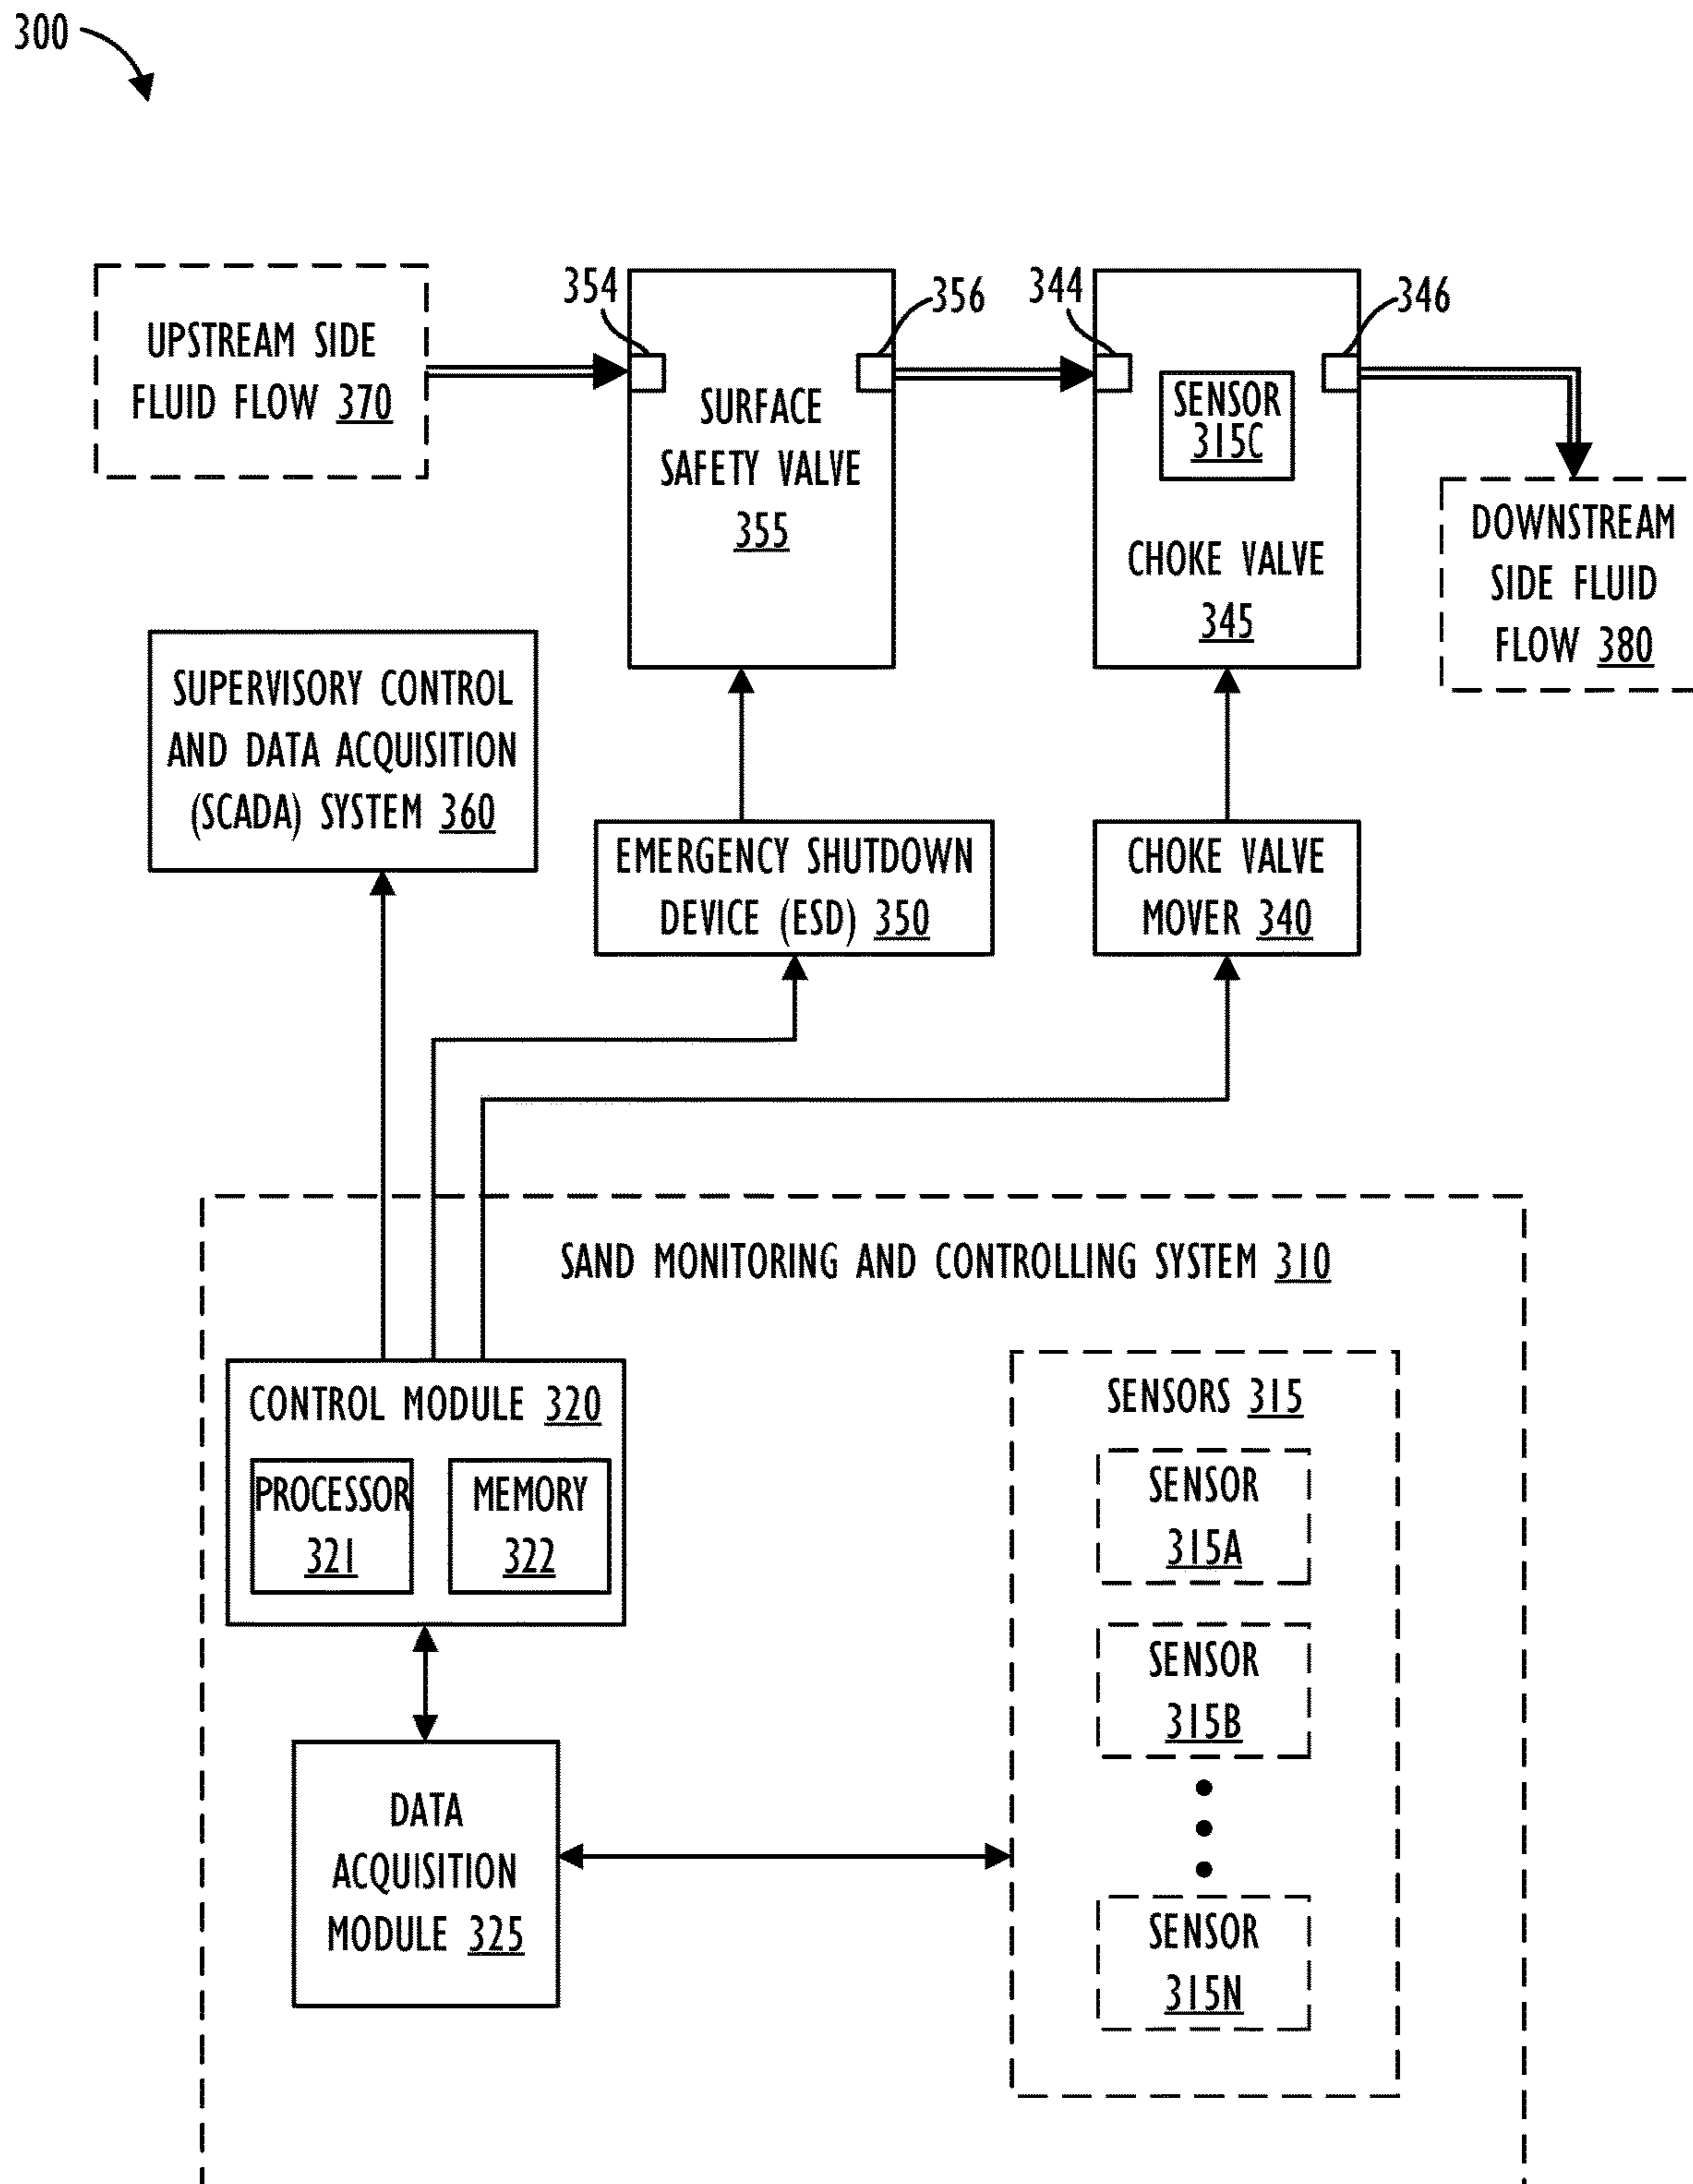 300
354
356
344
346
UPSTREAM SIDE
FLUID FLOW 370
SURFACE
SAFETY VALVE
355
SENSOR
315C
CHOKE VALVE
345
DOWNSTREAM
SIDE FLUID
FLOW 380
SUPERVISORY CONTROL
AND DATA ACQUISITION
(SCADA) SYSTEM 360
EMERGENCY SHUTDOWN
DEVICE (ESD) 350
CHOKE VALVE
MOVER 340
SAND MONITORING AND CONTROLLING SYSTEM 310
CONTROL MODULE 320
PROCESSOR
321
MEMORY
322
SENSORS 315
SENSOR
315A
SENSOR
315B
SENSOR
315N
DATA
ACQUISITION
MODULE 325